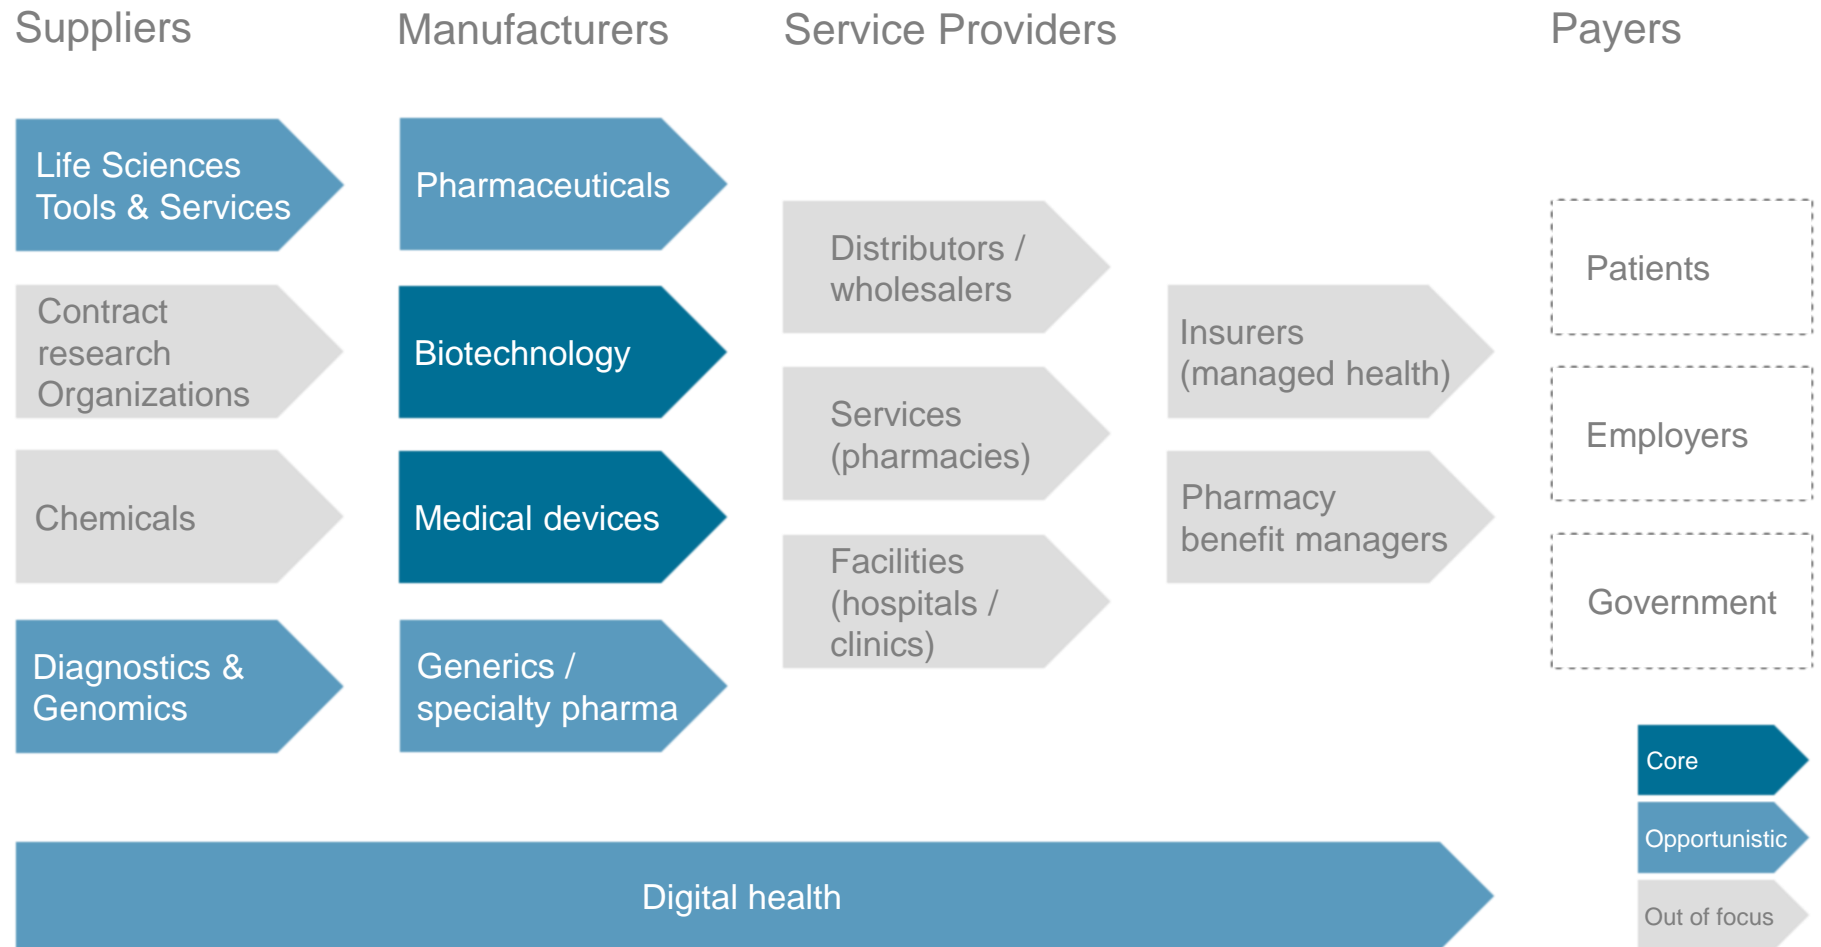 Suppliers
Manufacturers
Service Providers
Payers
Life Sciences
Tools & Services
Contract
research
Organizations
Chemicals
Diagnostics &
Genomics
Pharmaceuticals
Biotechnology
Medical devices
Generics /
specialty pharma
Distributors /
wholesalers
Services
(pharmacies)
Facilities
(hospitals /
clinics)
Insurers
(managed health)
Pharmacy
benefit managers
Patients
Employers
Government
Digital health
Core
Opportunistic
Out of focus